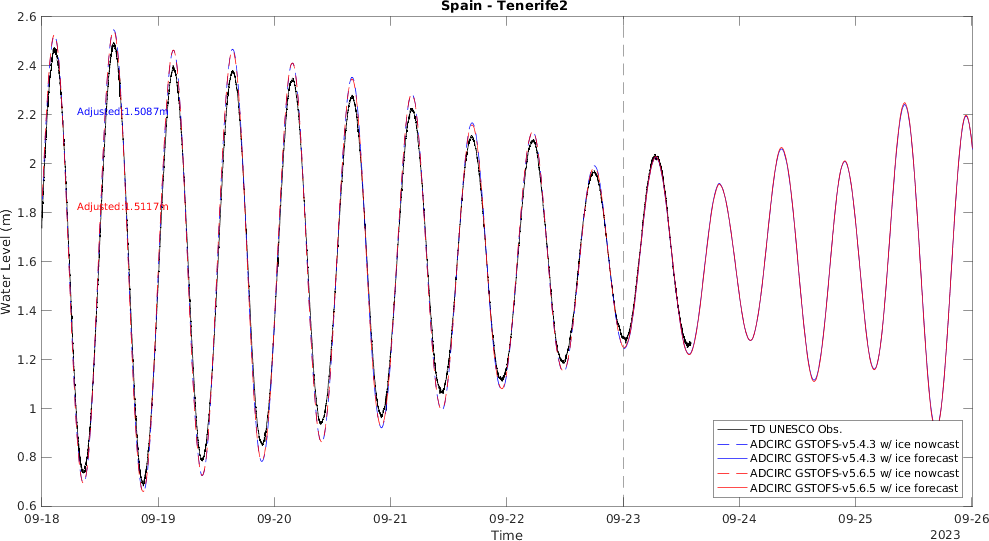 Spain - Tenerife2
2.6
2.4
2.2
2
1.8
1.6
1.4
1.2
1
0.8
0.6
Water Level (m)
Adjusted:1.5087m
Adjusted:1.5117m
TD UNESCO Obs.
ADCIRC GSTOFS-v5.4.3 w/ ice nowcast
ADCIRC GSTOFS-v5.4.3 w/ ice forecast
ADCIRC GSTOFS-v5.6.5 w/ ice nowcast
ADCIRC GSTOFS-v5.6.5 w/ ice forecast
09-18 09-19 09-20 09-21 09-22 09-23 09-24 09-25 09-26
Time
2023